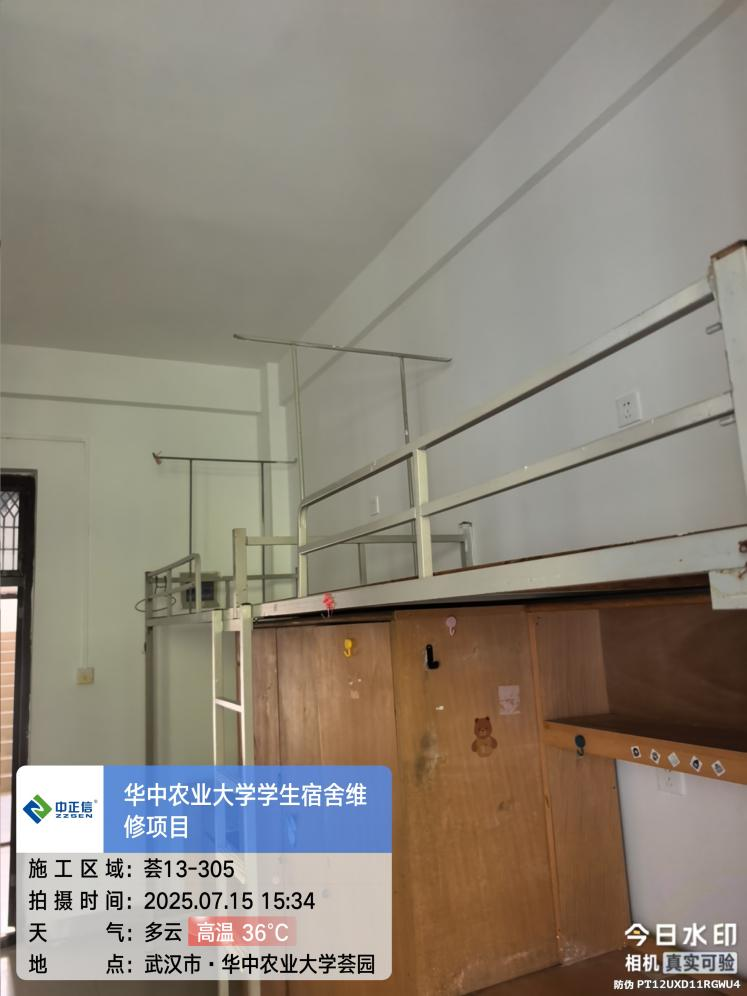 中正信
ZZSEN
华中农业大学学生宿舍维
修项目
施工区域：荟13-305
拍摄时间：2025.07.15 15:34
天气：多云 高温 36°C
地点：武汉市·华中农业大学荟园
今日水印
相机 真实可验
防伪 PT12UXD11RGWU4